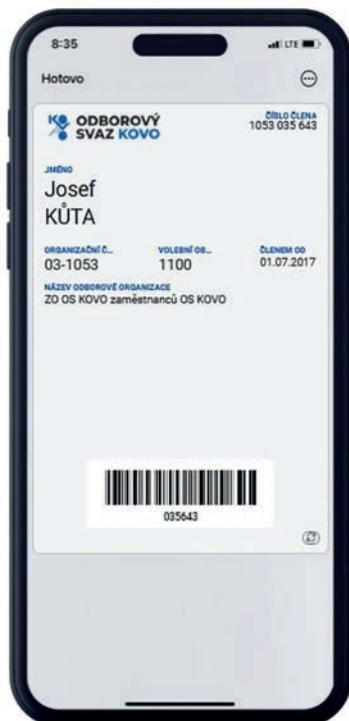 8:35
LTE
Hotovo
ODBOROVÝ
SVAZ KOVO
ČÍSLO ČLENA
1053 035 643
JMÉNO
Josef
KŮTA
ORGANIZAČNÍ Č... VOLEBNÍ OB... ČLENEM OD
03-1053 1100 01.07.2017
NÁZEV ODBOROVÉ ORGANIZACE
ZO OS KOVO zaměstnanců OS KOVO
035643